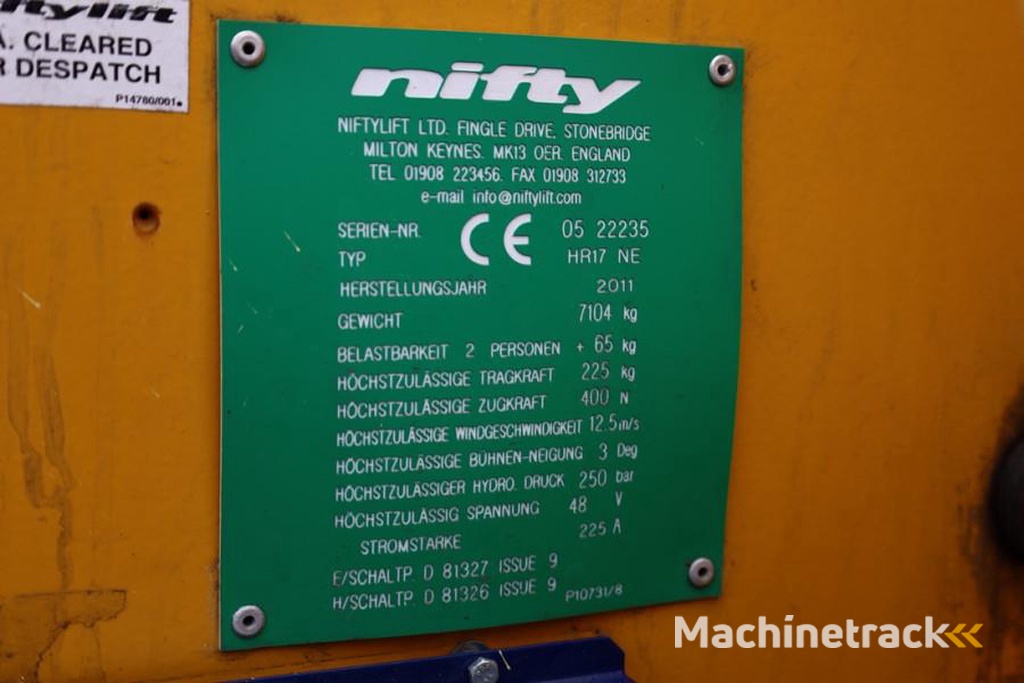 CLEARED
DESPATCH
P14780/001
nifty
NIFTYLIFT LTD. FINGLE DRIVE, STONEBRIDGE
MILTON KEYNES. MK13 OER. ENGLAND
TEL 01908 223456. FAX 01908 312733
e-mail info@niftylift.com
SERIEN-NR. CE 05 22235
TYP HR17 NE
HERSTELLUNGSJAHR 2011
GEWICHT 7104 kg
BELASTBARKEIT 2 PERSONEN + 65 kg
HÖCHSTZULÄSSIGE TRAGKRAFT 225 kg
HÖCHSTZULÄSSIGE ZUGKRAFT 400 N
HÖCHSTZULÄSSIGE WINDGESCHWINDIGKEIT 12.5m/s
HÖCHSTZULÄSSIGE BÜHNEN-NEIGUNG 3 Deg
HÖCHSTZULÄSSIGER HYDRO. DRUCK 250 bar
HÖCHSTZULÄSSIG SPANNUNG 48 V
STROMSTARKE 225 A
E/SCHALTP. D 81327 ISSUE 9
H/SCHALTP. D 81326 ISSUE 9 P10731/8
Machinetrack